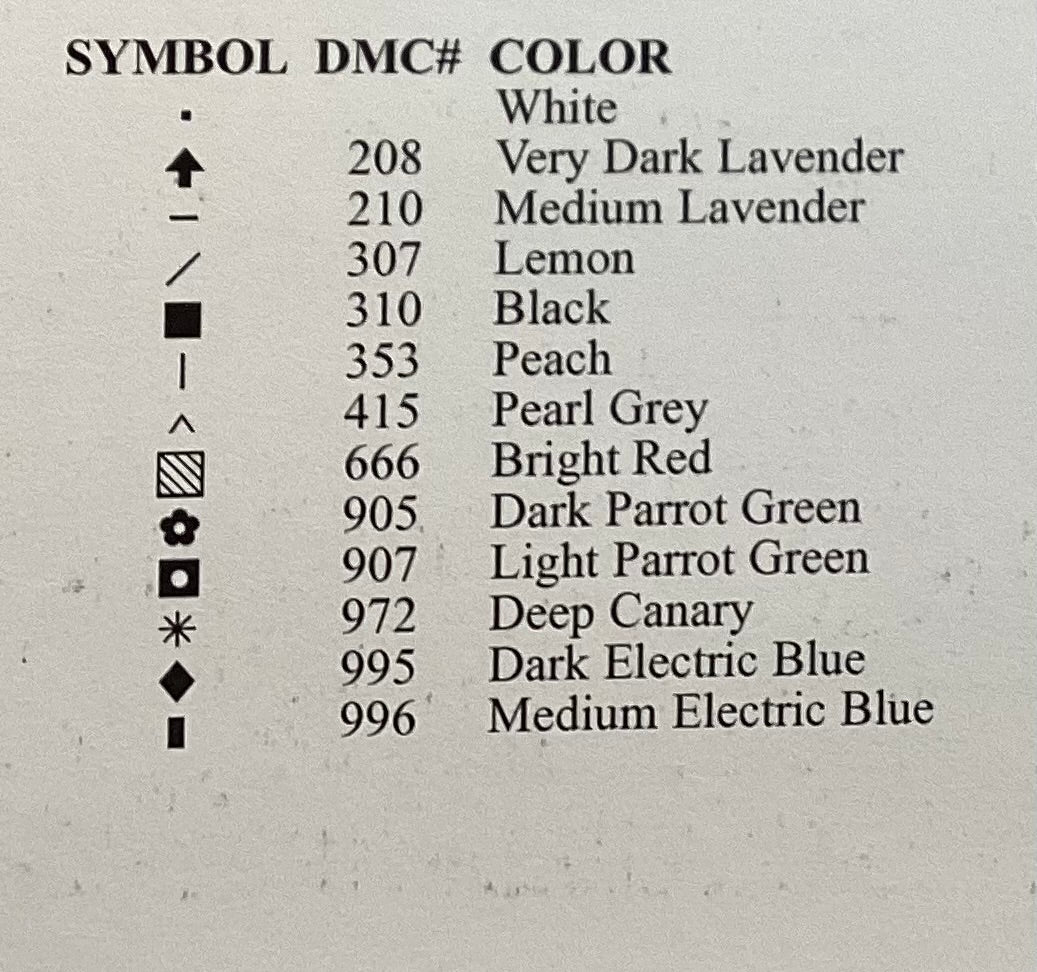 SYMBOL DMC# COLOR
· White
🡅 208 Very Dark Lavender
– 210 Medium Lavender
/ 307 Lemon
■ 310 Black
| 353 Peach
^ 415 Pearl Grey
▧ 666 Bright Red
✿ 905 Dark Parrot Green
◘ 907 Light Parrot Green
✳ 972 Deep Canary
◆ 995 Dark Electric Blue
▮ 996 Medium Electric Blue